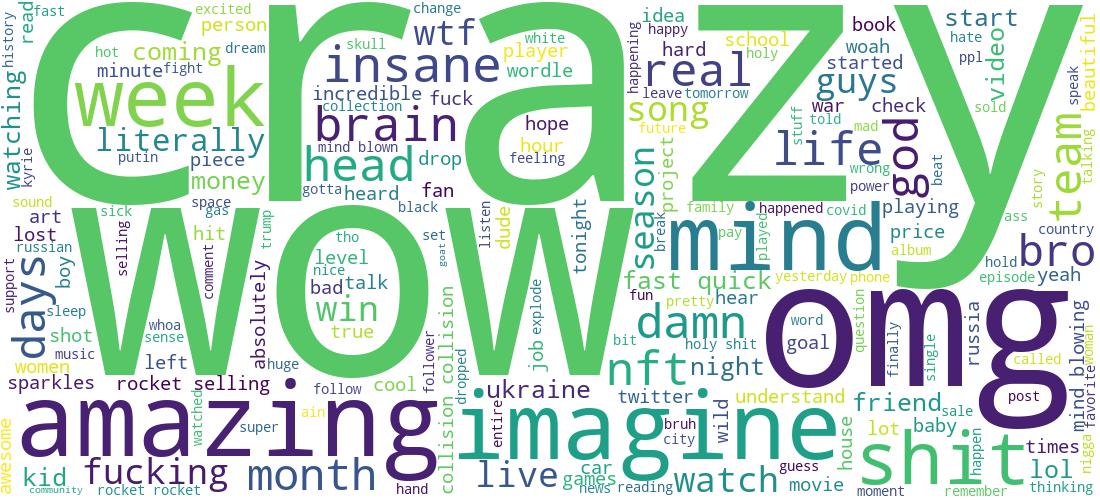 crazy
wow
omg
amazing
imagine
shit
mind
week
insane
brain
head
real
song
life
god
guys
team
bro
damn
nft
season
days
month
fucking
live
watch
literally
wtf
win
fast quick
start
video
watching
read
history
fast
excited
person
hot
coming
dream
minute
fight
skull
change
white
player
wordle
incredible
collection
fuck
mind blown
hope
hour
feeling
drop
fan
gotta
heard
putin
piece
money
kyrie
idea
happy
hard
school
holy
happening
leave
tomorrow
future
book
woah
started
war
check
stuff
told
mad
wrong
power
beat
hate
ppl
sold
speak
beautiful
talking
story
ass
country
hold
yeah
episode
album
price
playing
covid
happened
family
pay
played
project
break
yesterday
phone
pretty
hear
fun
bit
holy shit
night
twitter
understand
word
goal
question
finally
single
russia
called
post
mind blowing
favorite
woman
friend
sale
baby
lot
times
lol
thinking
remember
moment
happen
nigga
house
movie
guess
wild
bruh
city
car
games
news
reading
entire
ukraine
job
explode
tonight
dude
listen
goat
set
black
level
tho
nice
bad
talk
true
follower
dropped
collision collision
follow
cool
huge
absolutely
trump
gas
space
sick
hit
selling
comment
sound
art
lost
russian
boy
support
sleep
shot
music
women
whoa
sense
left
sparkles
rocket selling
watched
super
ain
awesome
kid
community
rocket rocket
hand